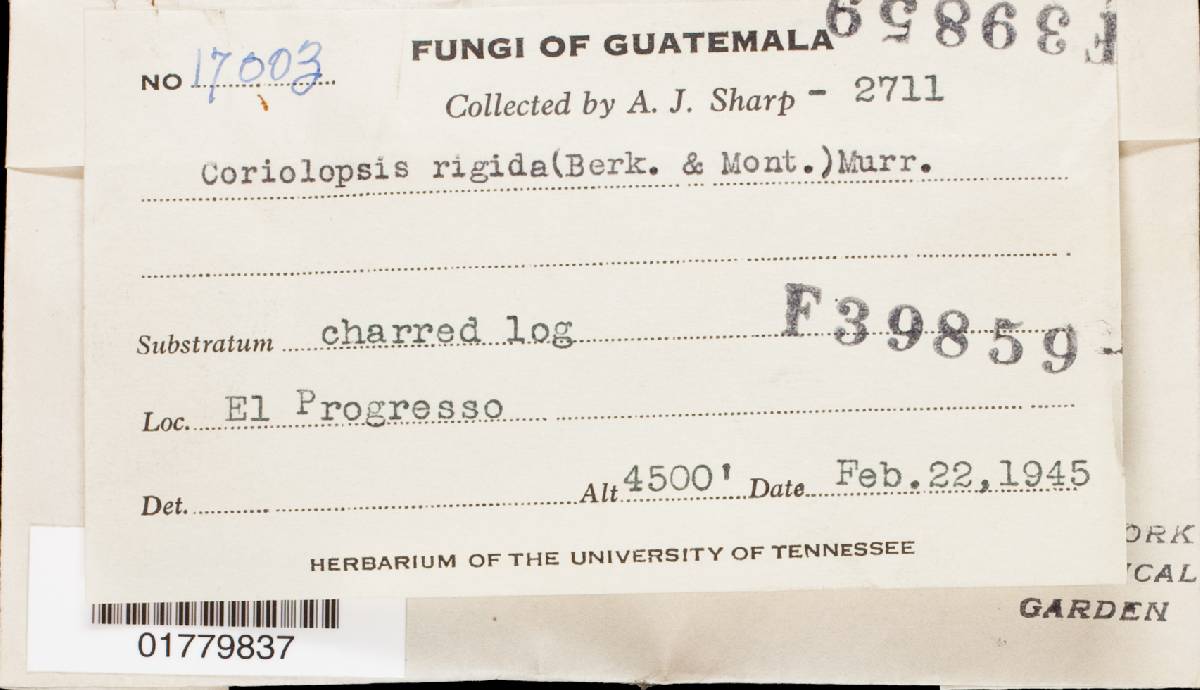 F39859
NO 17003
FUNGI OF GUATEMALA
Collected by A. J. Sharp - 2711
Coriolopsis rigida(Berk. & Mont.)Murr.
Substratum charred log
F39859
Loc. El Progresso
Det. Alt 4500' Date Feb.22,1945
HERBARIUM OF THE UNIVERSITY OF TENNESSEE
ORK
ICAL
GARDEN
01779837